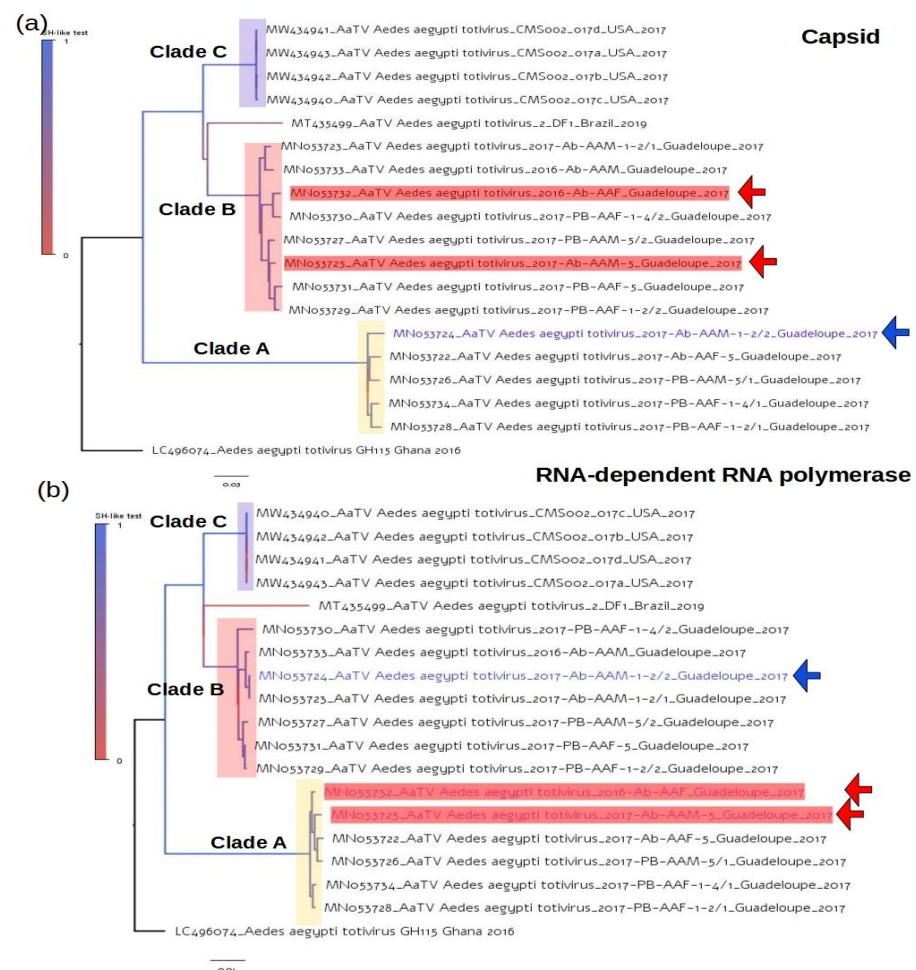 (a)
SH-like test
1
0
Capsid
Clade C
MW434941_AaTV Aedes aegypti totivirus_CMS002_017d_USA_2017
MW434943_AaTV Aedes aegypti totivirus_CMS002_017a_USA_2017
MW434942_AaTV Aedes aegypti totivirus_CMS002_017b_USA_2017
MW434940_AaTV Aedes aegypti totivirus_CMS002_017c_USA_2017
MT435499_AaTV Aedes aegypti totivirus_2_DF1_Brazil_2019
Clade B
MN053723_AaTV Aedes aegypti totivirus_2017-Ab-AAM-1-2/1_Guadeloupe_2017
MN053733_AaTV Aedes aegypti totivirus_2016-Ab-AAM_Guadeloupe_2017
MN053732_AaTV Aedes aegypti totivirus_2016-Ab-AAF_Guadeloupe_2017
MN053730_AaTV Aedes aegypti totivirus_2017-PB-AAF-1-4/2_Guadeloupe_2017
MN053727_AaTV Aedes aegypti totivirus_2017-PB-AAM-5/2_Guadeloupe_2017
MN053725_AaTV Aedes aegypti totivirus_2017-Ab-AAM-5_Guadeloupe_2017
MN053731_AaTV Aedes aegypti totivirus_2017-PB-AAF-5_Guadeloupe_2017
MN053729_AaTV Aedes aegypti totivirus_2017-PB-AAF-1-2/2_Guadeloupe_2017
Clade A
MN053724_AaTV Aedes aegypti totivirus_2017-Ab-AAM-1-2/2_Guadeloupe_2017
MN053722_AaTV Aedes aegypti totivirus_2017-Ab-AAF-5_Guadeloupe_2017
MN053726_AaTV Aedes aegypti totivirus_2017-PB-AAM-5/1_Guadeloupe_2017
MN053734_AaTV Aedes aegypti totivirus_2017-PB-AAF-1-4/1_Guadeloupe_2017
MN053728_AaTV Aedes aegypti totivirus_2017-PB-AAF-1-2/1_Guadeloupe_2017
LC496074_Aedes aegypti totivirus GH115 Ghana 2016
0.03
(b)
RNA-dependent RNA polymerase
SH-like test
1
0
Clade C
MW434940_AaTV Aedes aegypti totivirus_CMS002_017c_USA_2017
MW434942_AaTV Aedes aegypti totivirus_CMS002_017b_USA_2017
MW434941_AaTV Aedes aegypti totivirus_CMS002_017d_USA_2017
MW434943_AaTV Aedes aegypti totivirus_CMS002_017a_USA_2017
MT435499_AaTV Aedes aegypti totivirus_2_DF1_Brazil_2019
Clade B
MN053730_AaTV Aedes aegypti totivirus_2017-PB-AAF-1-4/2_Guadeloupe_2017
MN053733_AaTV Aedes aegypti totivirus_2016-Ab-AAM_Guadeloupe_2017
MN053724_AaTV Aedes aegypti totivirus_2017-Ab-AAM-1-2/2_Guadeloupe_2017
MN053723_AaTV Aedes aegypti totivirus_2017-Ab-AAM-1-2/1_Guadeloupe_2017
MN053727_AaTV Aedes aegypti totivirus_2017-PB-AAM-5/2_Guadeloupe_2017
MN053731_AaTV Aedes aegypti totivirus_2017-PB-AAF-5_Guadeloupe_2017
MN053729_AaTV Aedes aegypti totivirus_2017-PB-AAF-1-2/2_Guadeloupe_2017
Clade A
MN053732_AaTV Aedes aegypti totivirus_2016-Ab-AAF_Guadeloupe_2017
MN053725_AaTV Aedes aegypti totivirus_2017-Ab-AAM-5_Guadeloupe_2017
MN053722_AaTV Aedes aegypti totivirus_2017-Ab-AAF-5_Guadeloupe_2017
MN053726_AaTV Aedes aegypti totivirus_2017-PB-AAM-5/1_Guadeloupe_2017
MN053734_AaTV Aedes aegypti totivirus_2017-PB-AAF-1-4/1_Guadeloupe_2017
MN053728_AaTV Aedes aegypti totivirus_2017-PB-AAF-1-2/1_Guadeloupe_2017
LC496074_Aedes aegypti totivirus GH115 Ghana 2016